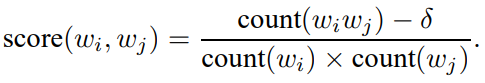 score(wᵢ, wⱼ) = (count(wᵢwⱼ) − δ) / (count(wᵢ) × count(wⱼ)).